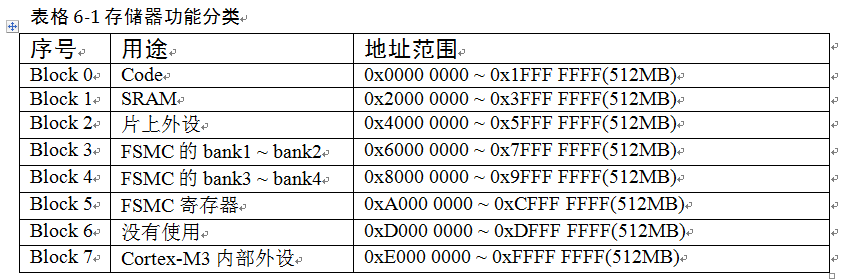 表格 6-1 存储器功能分类
序号 用途 地址范围
Block 0 Code 0x0000 0000 ~ 0x1FFF FFFF(512MB)
Block 1 SRAM 0x2000 0000 ~ 0x3FFF FFFF(512MB)
Block 2 片上外设 0x4000 0000 ~ 0x5FFF FFFF(512MB)
Block 3 FSMC 的 bank1 ~ bank2 0x6000 0000 ~ 0x7FFF FFFF(512MB)
Block 4 FSMC 的 bank3 ~ bank4 0x8000 0000 ~ 0x9FFF FFFF(512MB)
Block 5 FSMC 寄存器 0xA000 0000 ~ 0xCFFF FFFF(512MB)
Block 6 没有使用 0xD000 0000 ~ 0xDFFF FFFF(512MB)
Block 7 Cortex-M3 内部外设 0xE000 0000 ~ 0xFFFF FFFF(512MB)